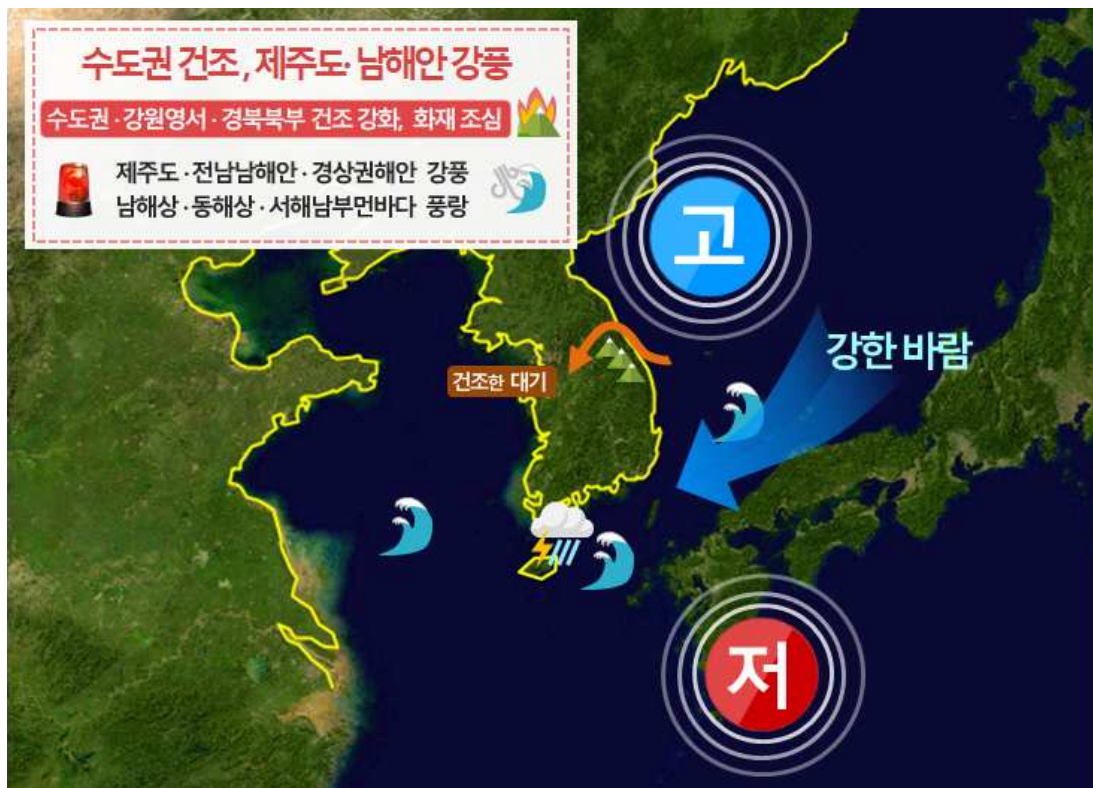 수도권 건조, 제주도·남해안 강풍
수도권·강원영서·경북북부 건조 강화, 화재 조심
제주도·전남남해안·경상권해안 강풍
남해상·동해상·서해남부먼바다 풍랑
고
강한 바람
건조한 대기
저